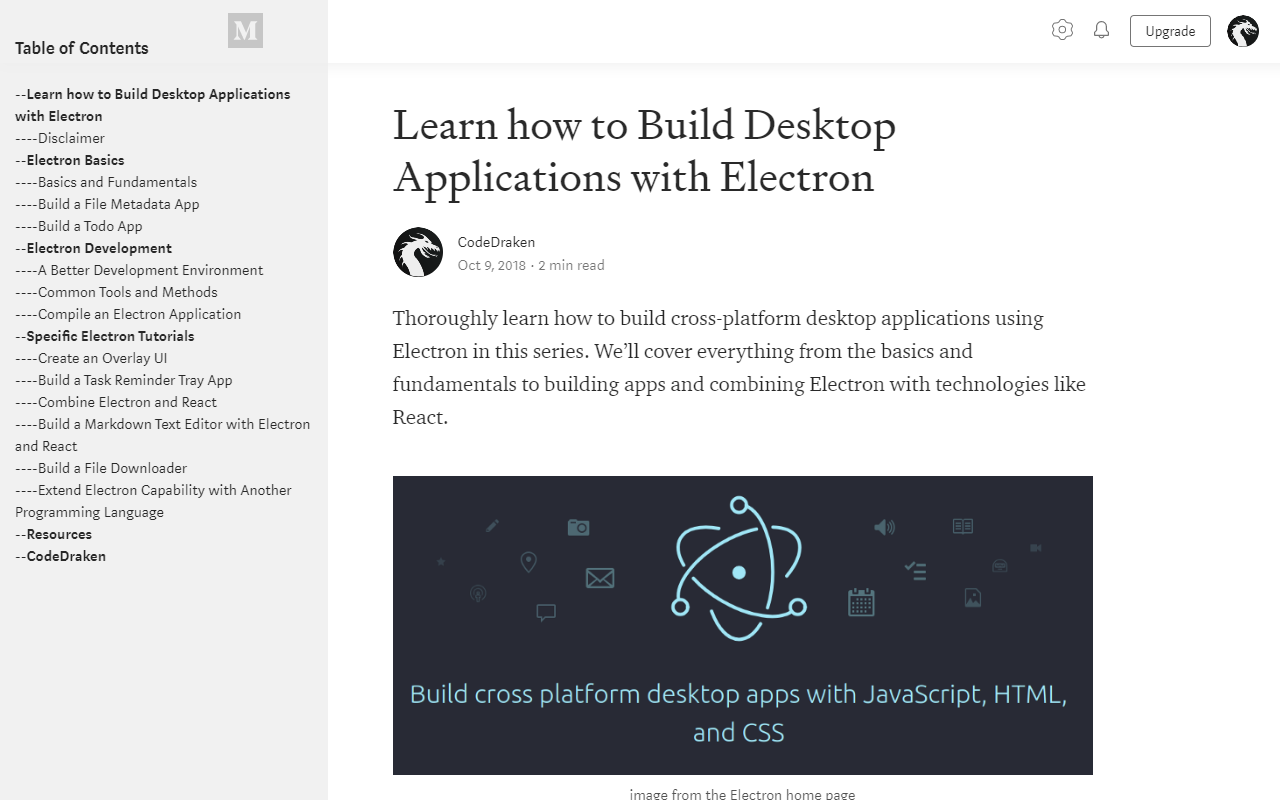 Table of Contents
M
--Learn how to Build Desktop Applications
with Electron
----Disclaimer
--Electron Basics
----Basics and Fundamentals
----Build a File Metadata App
----Build a Todo App
--Electron Development
----A Better Development Environment
----Common Tools and Methods
----Compile an Electron Application
--Specific Electron Tutorials
----Create an Overlay UI
----Build a Task Reminder Tray App
----Combine Electron and React
----Build a Markdown Text Editor with Electron
and React
----Build a File Downloader
----Extend Electron Capability with Another
Programming Language
--Resources
--CodeDraken
Upgrade
Learn how to Build Desktop
Applications with Electron
CodeDraken
Oct 9, 2018 · 2 min read
Thoroughly learn how to build cross-platform desktop applications using
Electron in this series. We’ll cover everything from the basics and
fundamentals to building apps and combining Electron with technologies like
React.
Build cross platform desktop apps with JavaScript, HTML,
and CSS
image from the Electron home page